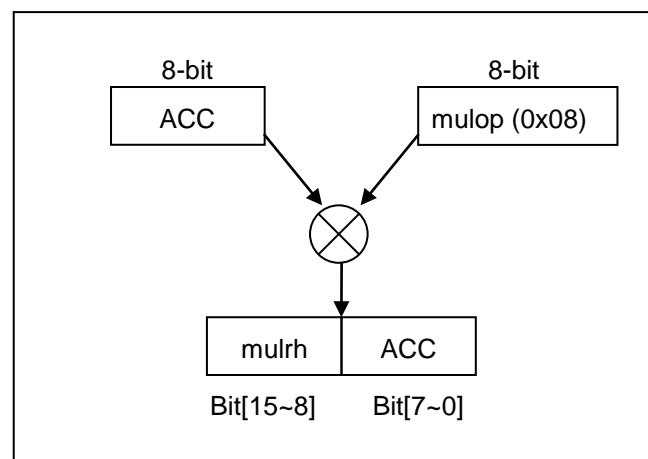 8-bit 8-bit
ACC mulop (0x08)
mulrh ACC
Bit[15~8] Bit[7~0]